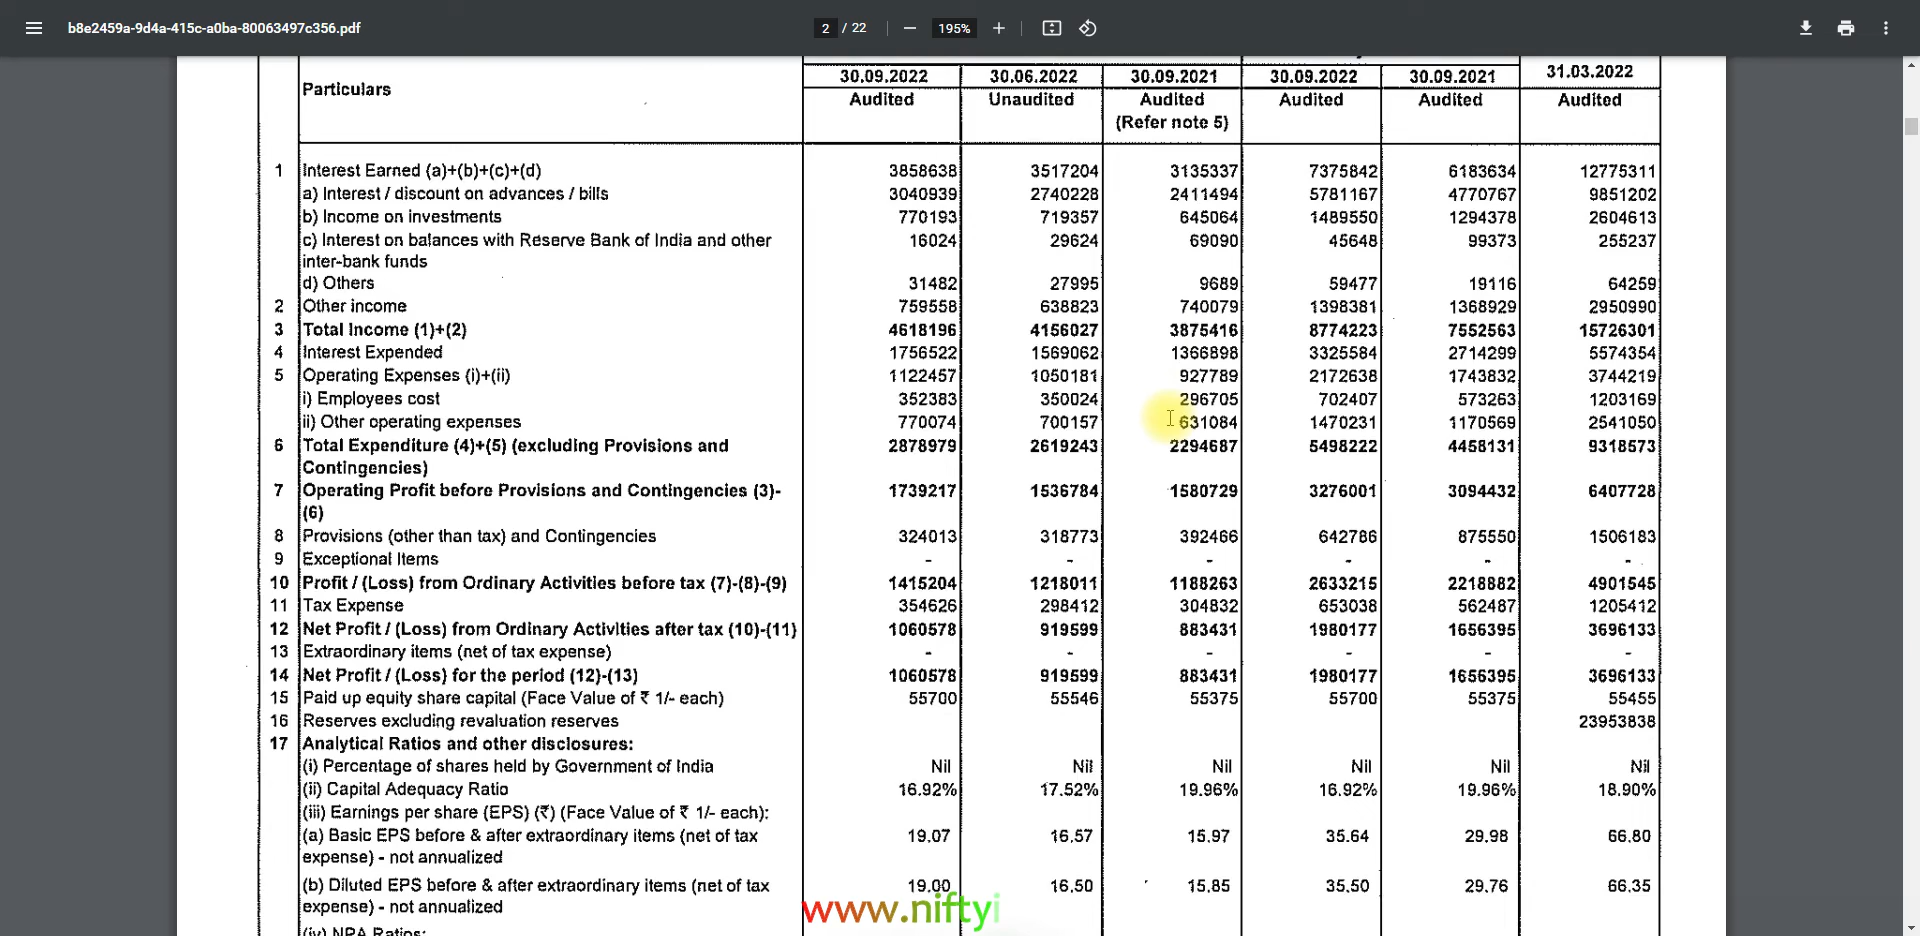 b8e2459a-9d4a-415c-a0ba-80063497c356.pdf 2 / 22 195%
30.09.2022 30.06.2022 30.09.2021 30.09.2022 30.09.2021 31.03.2022
Particulars Audited Unaudited Audited Audited Audited Audited
(Refer note 5)
1 Interest Earned (a)+(b)+(c)+(d) 3858638 3517204 3135337 7375842 6183634 12775311
a) Interest / discount on advances / bills 3040939 2740228 2411494 5781167 4770767 9851202
b) Income on investments 770193 719357 645064 1489550 1294378 2604613
c) Interest on balances with Reserve Bank of India and other 16024 29624 69090 45648 99373 255237
inter-bank funds
d) Others 31482 27995 9689 59477 19116 64259
2 Other income 759558 638823 740079 1398381 1368929 2950990
3 Total Income (1)+(2) 4618196 4156027 3875416 8774223 7552563 15726301
4 Interest Expended 1756522 1569062 1366898 3325584 2714299 5574354
5 Operating Expenses (i)+(ii) 1122457 1050181 927789 2172638 1743832 3744219
i) Employees cost 352383 350024 296705 702407 573263 1203169
ii) Other operating expenses 770074 700157 631084 1470231 1170569 2541050
6 Total Expenditure (4)+(5) (excluding Provisions and 2878979 2619243 2294687 5498222 4458131 9318573
Contingencies)
7 Operating Profit before Provisions and Contingencies (3)- 1739217 1536784 1580729 3276001 3094432 6407728
(6)
8 Provisions (other than tax) and Contingencies 324013 318773 392466 642786 875550 1506183
9 Exceptional Items - - - - - -
10 Profit / (Loss) from Ordinary Activities before tax (7)-(8)-(9) 1415204 1218011 1188263 2633215 2218882 4901545
11 Tax Expense 354626 298412 304832 653038 562487 1205412
12 Net Profit / (Loss) from Ordinary Activities after tax (10)-(11) 1060578 919599 883431 1980177 1656395 3696133
13 Extraordinary items (net of tax expense) - - - - - -
14 Net Profit / (Loss) for the period (12)-(13) 1060578 919599 883431 1980177 1656395 3696133
15 Paid up equity share capital (Face Value of ₹ 1/- each) 55700 55546 55375 55700 55375 55455
16 Reserves excluding revaluation reserves 23953838
17 Analytical Ratios and other disclosures:
(i) Percentage of shares held by Government of India Nil Nil Nil Nil Nil Nil
(ii) Capital Adequacy Ratio 16.92% 17.52% 19.96% 16.92% 19.96% 18.90%
(iii) Earnings per share (EPS) (₹) (Face Value of ₹ 1/- each):
(a) Basic EPS before & after extraordinary items (net of tax 19.07 16.57 15.97 35.64 29.98 66.80
expense) - not annualized
(b) Diluted EPS before & after extraordinary items (net of tax 19.00 16.50 15.85 35.50 29.76 66.35
expense) - not annualized
www.niftyi
(iv) NPA Ratios: